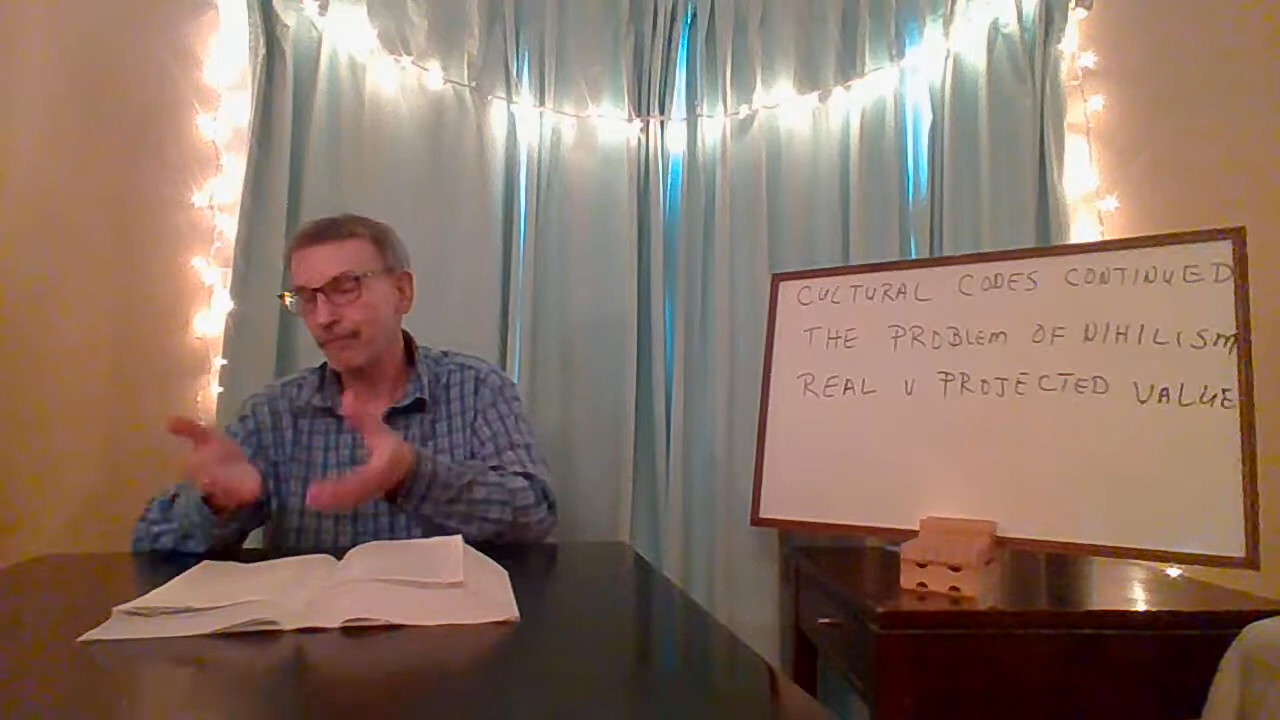 CULTURAL CODES CONTINUED
THE PROBLEM OF NIHILISM
REAL V PROJECTED VALUE